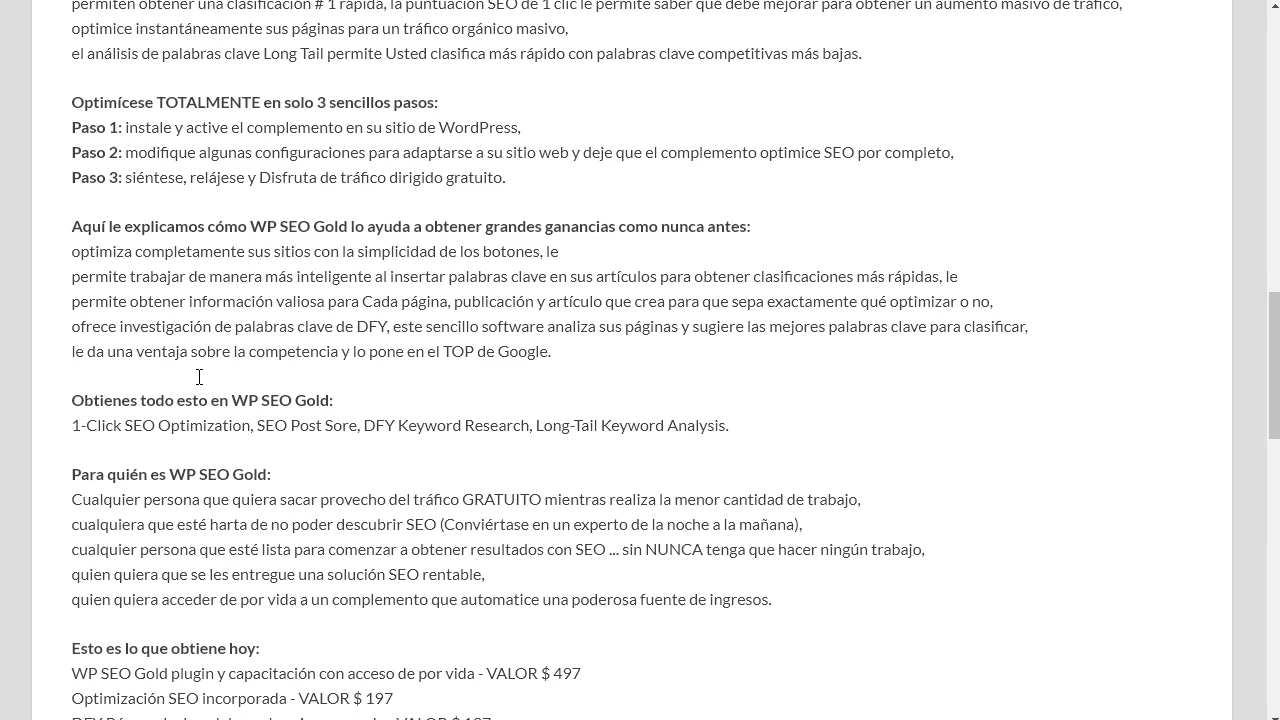 permiten obtener una clasificación # 1 rápida, la puntuación SEO de 1 clic le permite saber qué debe mejorar para obtener un aumento masivo de tráfico,
optimice instantáneamente sus páginas para un tráfico orgánico masivo,
el análisis de palabras clave Long Tail permite Usted clasifica más rápido con palabras clave competitivas más bajas.
Optimícese TOTALMENTE en solo 3 sencillos pasos:
Paso 1: instale y active el complemento en su sitio de WordPress,
Paso 2: modifique algunas configuraciones para adaptarse a su sitio web y deje que el complemento optimice SEO por completo,
Paso 3: siéntese, relájese y Disfruta de tráfico dirigido gratuito.
Aquí le explicamos cómo WP SEO Gold lo ayuda a obtener grandes ganancias como nunca antes:
optimiza completamente sus sitios con la simplicidad de los botones, le
permite trabajar de manera más inteligente al insertar palabras clave en sus artículos para obtener clasificaciones más rápidas, le
permite obtener información valiosa para Cada página, publicación y artículo que crea para que sepa exactamente qué optimizar o no,
ofrece investigación de palabras clave de DFY, este sencillo software analiza sus páginas y sugiere las mejores palabras clave para clasificar,
le da una ventaja sobre la competencia y lo pone en el TOP de Google.
Obtienes todo esto en WP SEO Gold:
1-Click SEO Optimization, SEO Post Sore, DFY Keyword Research, Long-Tail Keyword Analysis.
Para quién es WP SEO Gold:
Cualquier persona que quiera sacar provecho del tráfico GRATUITO mientras realiza la menor cantidad de trabajo,
cualquiera que esté harta de no poder descubrir SEO (Conviértase en un experto de la noche a la mañana),
cualquier persona que esté lista para comenzar a obtener resultados con SEO ... sin NUNCA tenga que hacer ningún trabajo,
quien quiera que se les entregue una solución SEO rentable,
quien quiera acceder de por vida a un complemento que automatice una poderosa fuente de ingresos.
Esto es lo que obtiene hoy:
WP SEO Gold plugin y capacitación con acceso de por vida - VALOR $ 497
Optimización SEO incorporada - VALOR $ 197